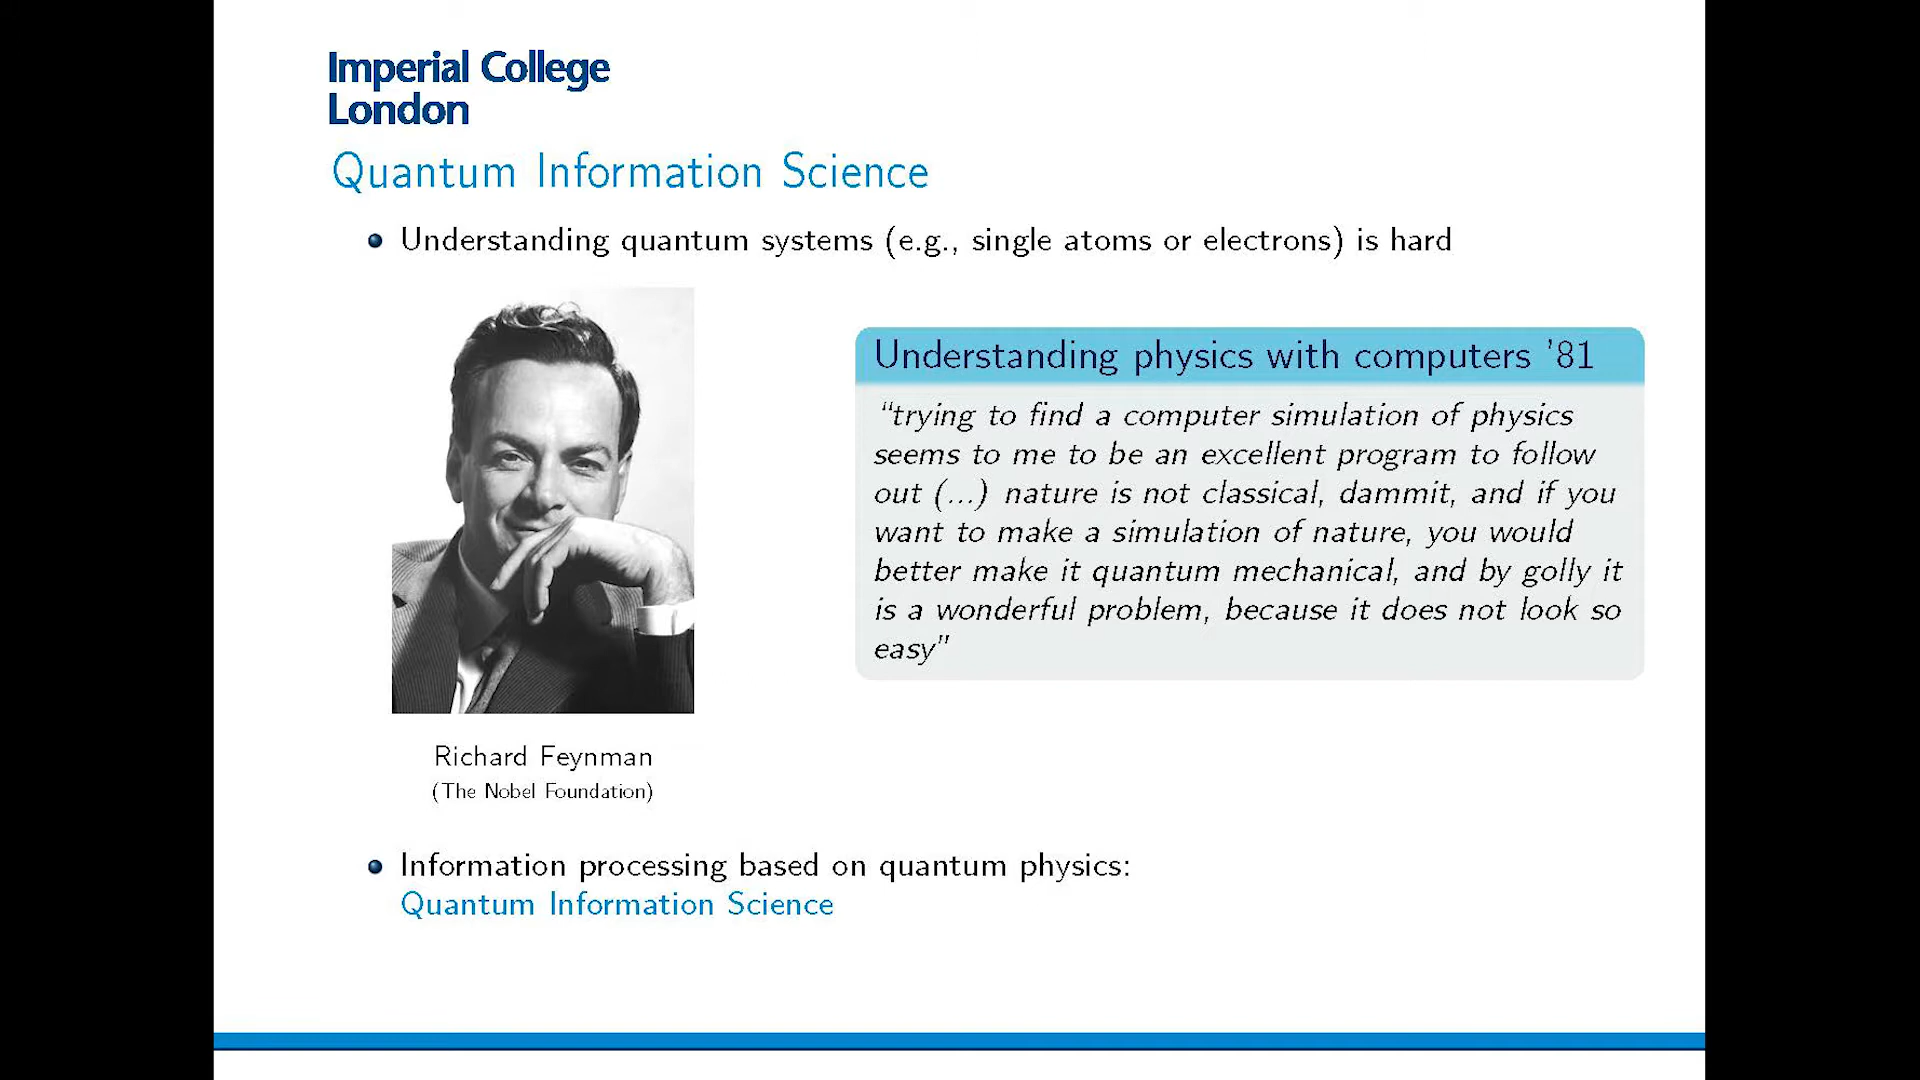 Imperial College
London
Quantum Information Science
Understanding quantum systems (e.g., single atoms or electrons) is hard
Understanding physics with computers '81
“trying to find a computer simulation of physics
seems to me to be an excellent program to follow
out (...) nature is not classical, dammit, and if you
want to make a simulation of nature, you would
better make it quantum mechanical, and by golly it
is a wonderful problem, because it does not look so
easy”
Richard Feynman
(The Nobel Foundation)
Information processing based on quantum physics:
Quantum Information Science